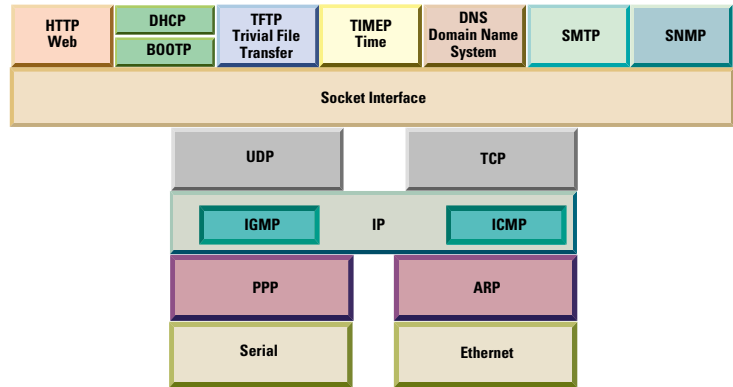 HTTP
Web
DHCP
BOOTP
TFTP
Trivial File
Transfer
TIMEP
Time
DNS
Domain Name
System
SMTP
SNMP
Socket Interface
UDP
TCP
IGMP
IP
ICMP
PPP
ARP
Serial
Ethernet